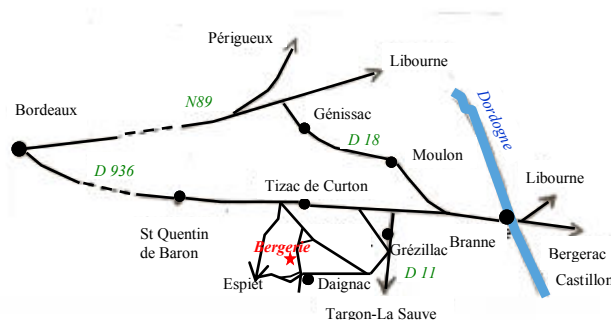 Périgueux
Libourne
Dordogne
N89
Bordeaux
Génissac
D 18
Moulon
D 936
Tizac de Curton
Libourne
St Quentin
de Baron
Bergerie
Grézillac
Branne
Bergerac
Espiet
Daignac
D 11
Castillon
Targon-La Sauve